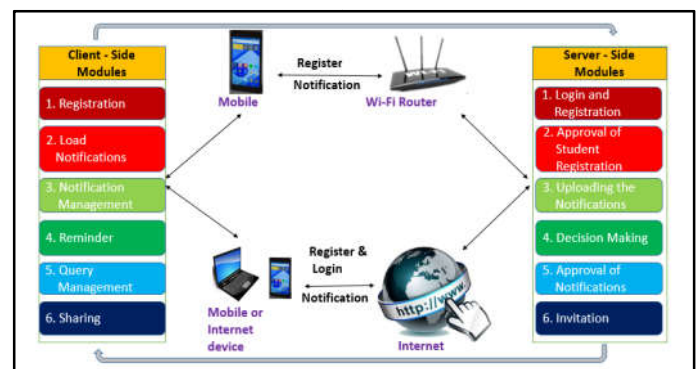 Client - Side
Modules
1. Registration
2. Load
Notifications
3. Notification
Management
4. Reminder
5. Query
Management
6. Sharing
Register
Notification
Mobile
Wi-Fi Router
Register &
Login
Notification
Mobile or
Internet
device
http://www.
Internet
Server - Side
Modules
1. Login and
Registration
2. Approval of
Student
Registration
3. Uploading the
Notifications
4. Decision Making
5. Approval of
Notifications
6. Invitation